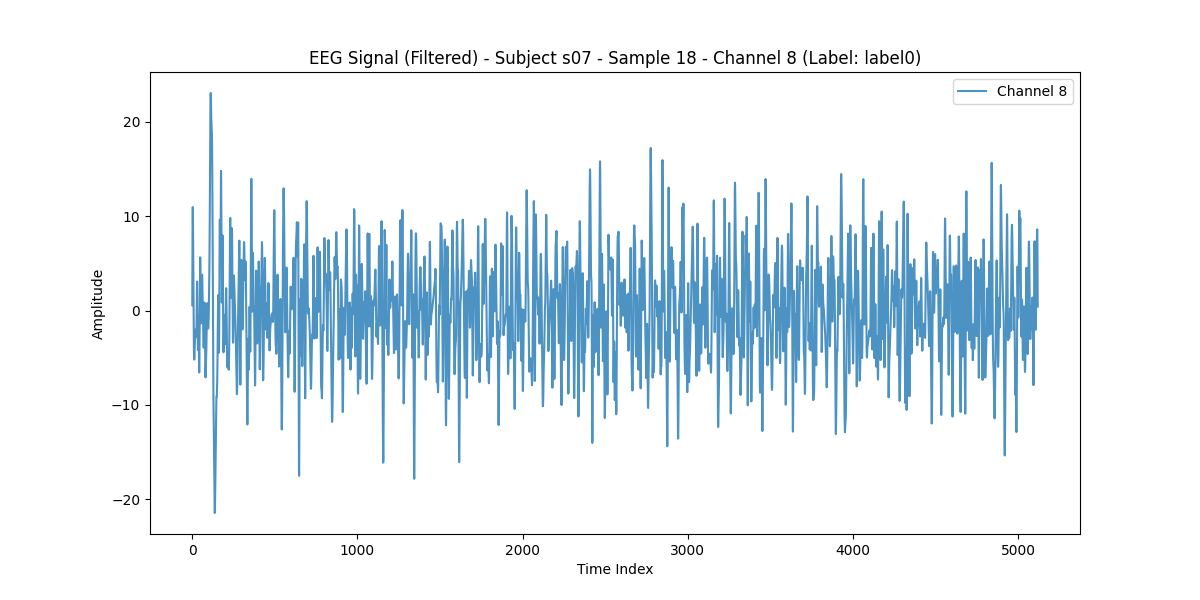 EEG Signal (Filtered) - Subject s07 - Sample 18 - Channel 8 (Label: label0)
Channel 8
20
10
0
−10
−20
Amplitude
0 1000 2000 3000 4000 5000
Time Index